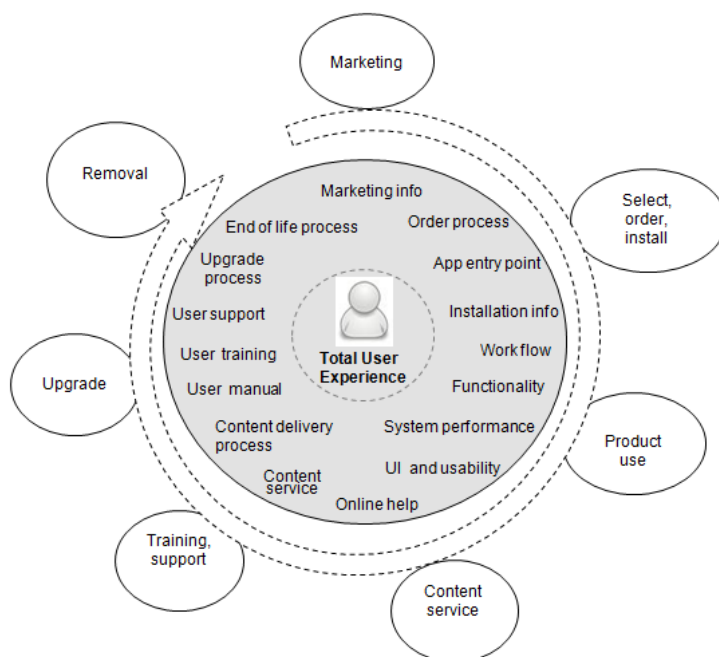 Marketing
Removal
Select,
order,
install
Marketing info
End of life process
Order process
Upgrade
process
App entry point
User support
Installation info
Total User
Experience
User training
Work flow
User manual
Functionality
Upgrade
Content delivery
process
System performance
Product
use
Content
service
UI and usability
Online help
Training,
support
Content
service